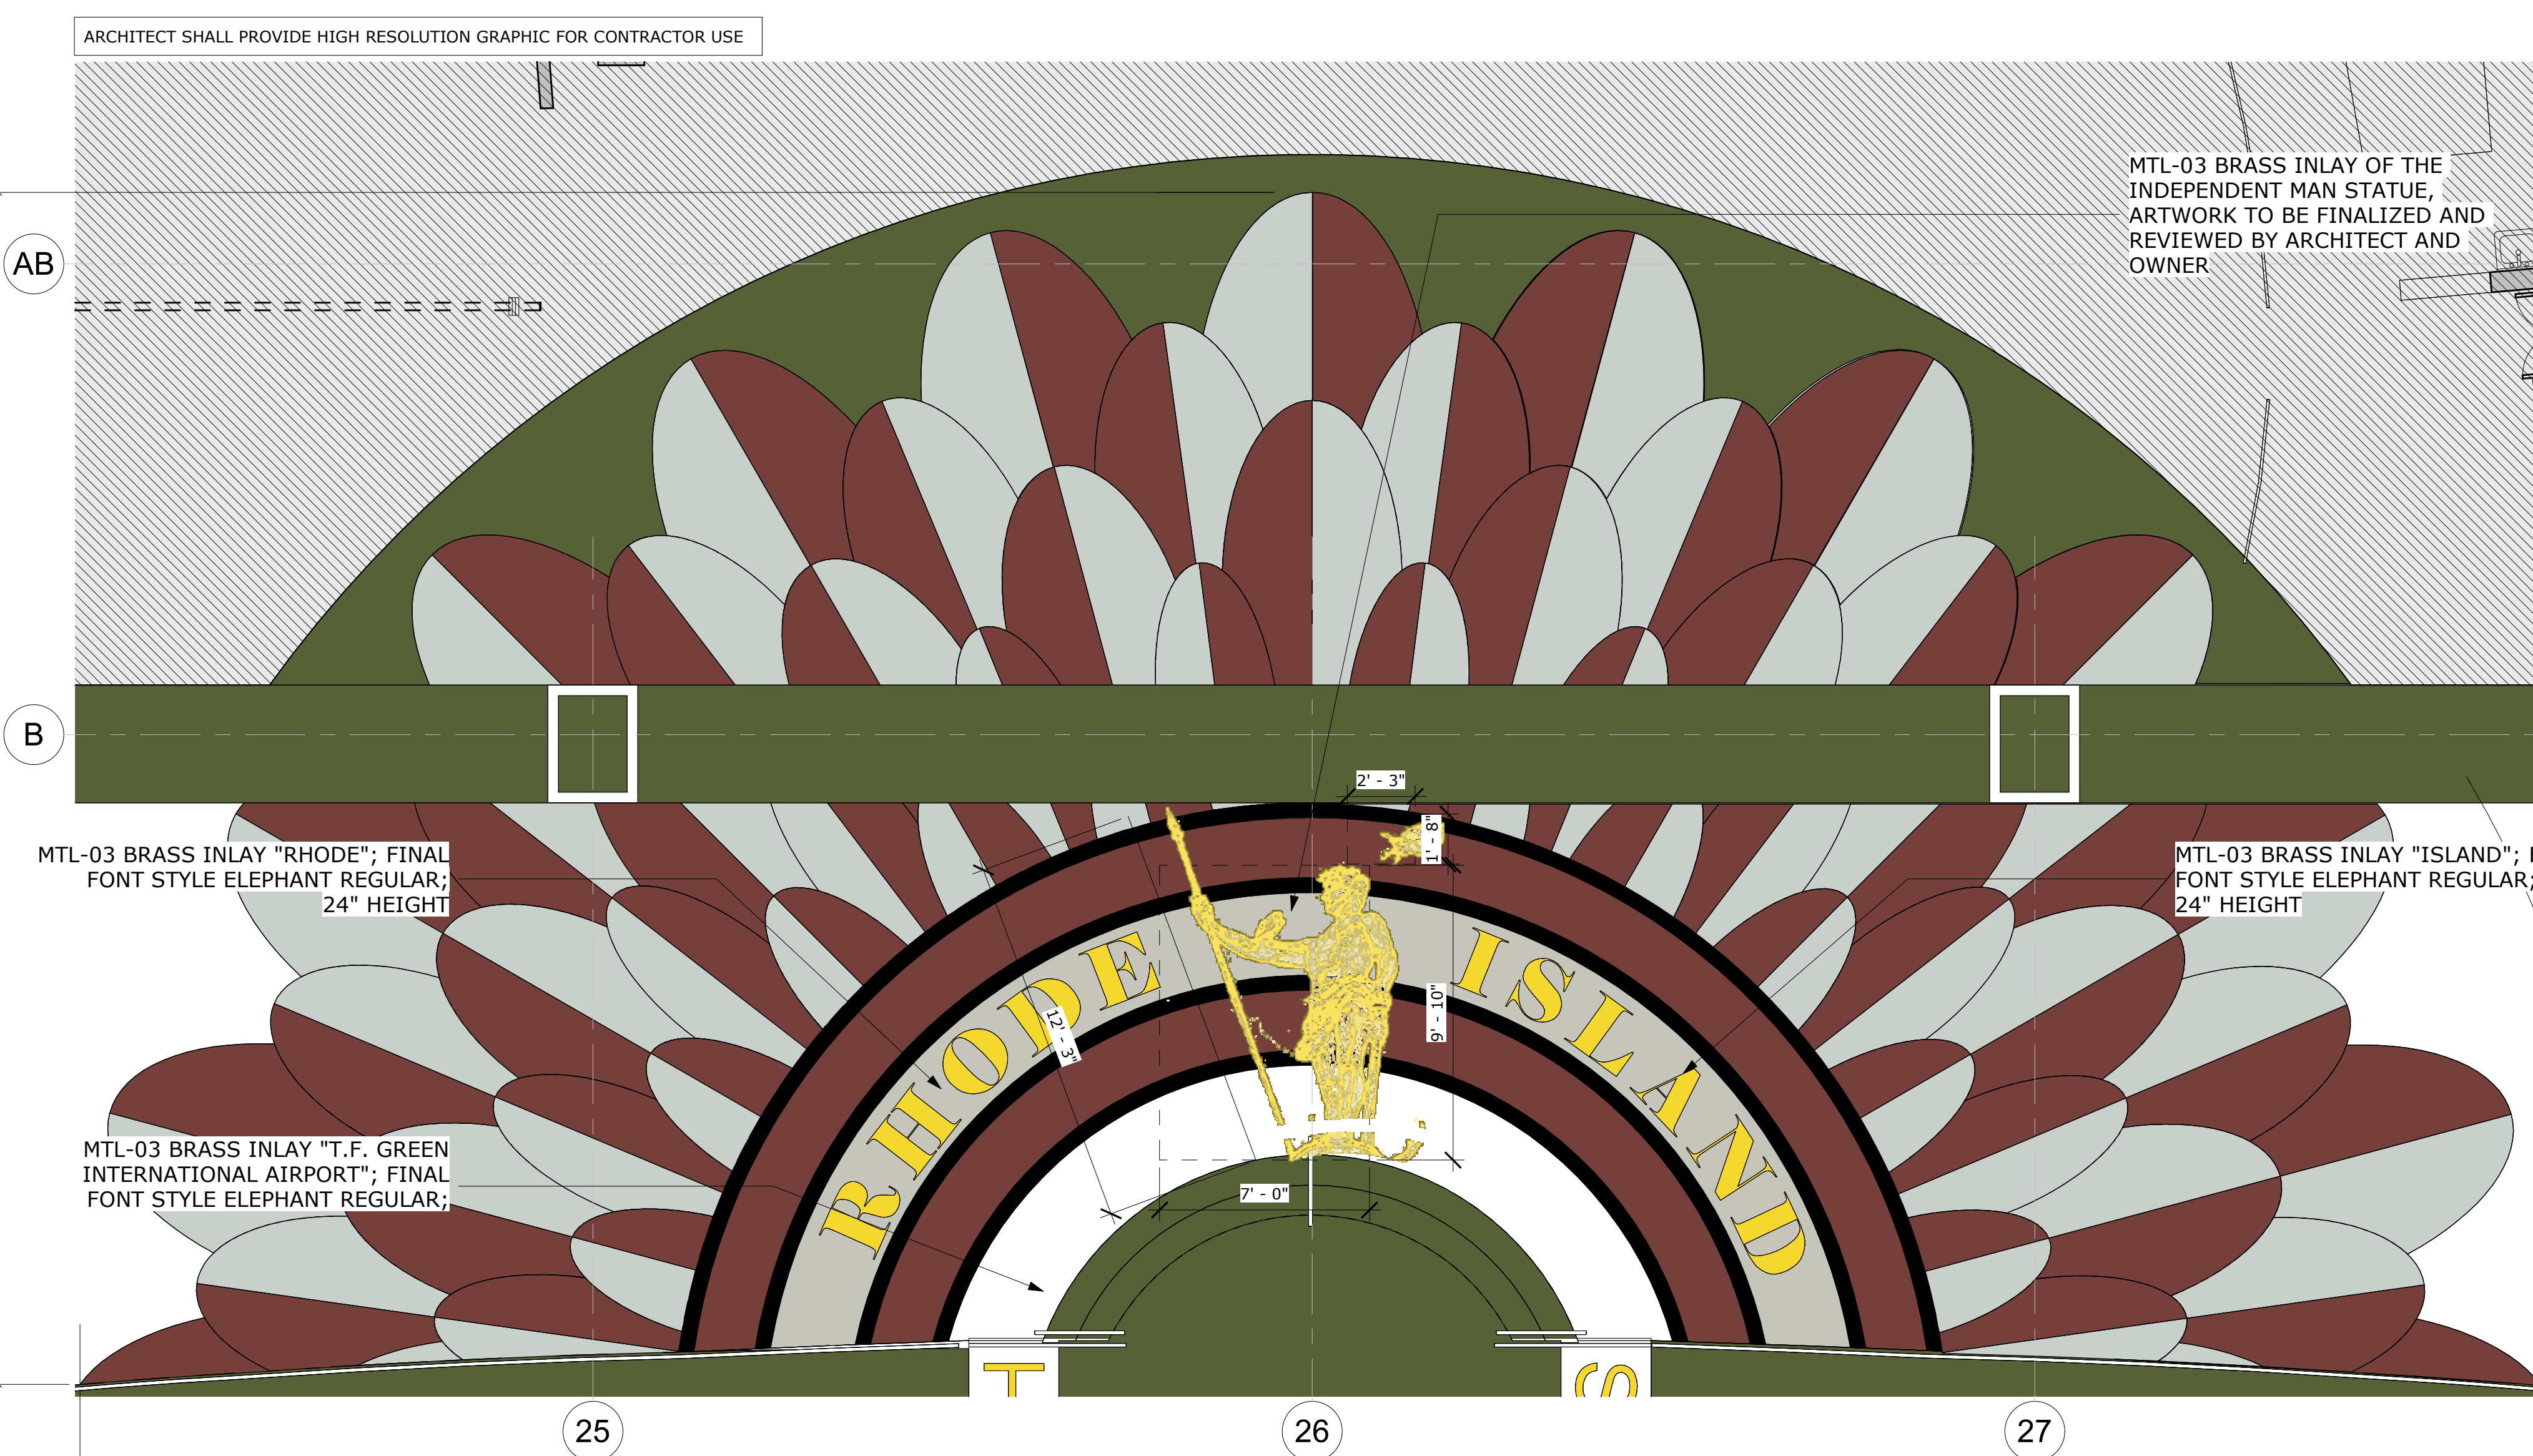 ARCHITECT SHALL PROVIDE HIGH RESOLUTION GRAPHIC FOR CONTRACTOR USE
MTL-03 BRASS INLAY OF THE
INDEPENDENT MAN STATUE,
ARTWORK TO BE FINALIZED AND
REVIEWED BY ARCHITECT AND
OWNER
AB
B
2' - 3"
1' - 8"
MTL-03 BRASS INLAY "RHODE"; FINAL
FONT STYLE ELEPHANT REGULAR;
24" HEIGHT
MTL-03 BRASS INLAY "ISLAND";
FONT STYLE ELEPHANT REGULAR;
24" HEIGHT
RHODE ISLAND
12' - 3"
9' - 10"
MTL-03 BRASS INLAY "T.F. GREEN
INTERNATIONAL AIRPORT"; FINAL
FONT STYLE ELEPHANT REGULAR;
7' - 0"
T
S
25
26
27